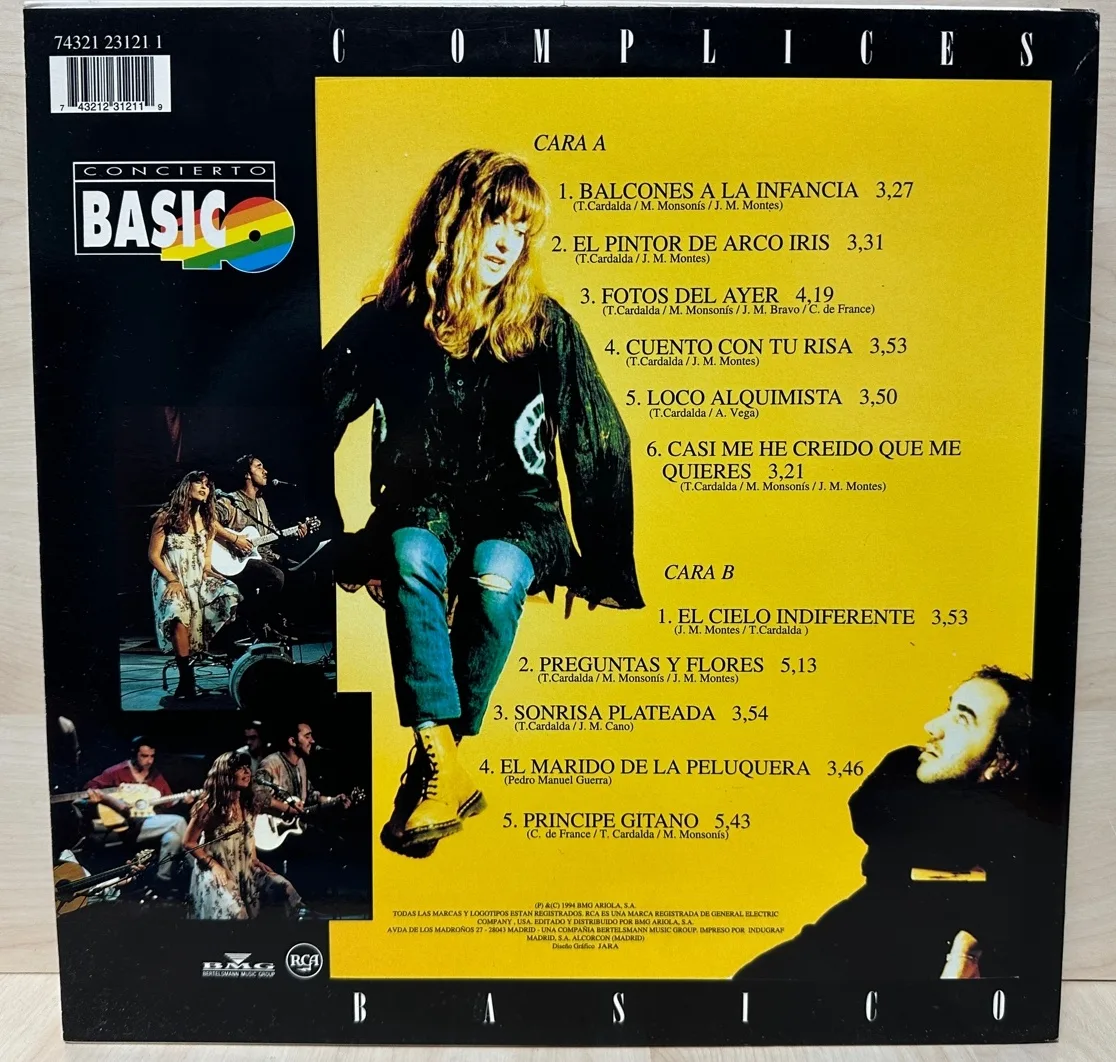 74321 23121 1
C O M P L I C E S
7 43212 31211 9
CONCIERTO
BASICO
40
CARA A
1. BALCONES A LA INFANCIA 3,27
(T.Cardalda / M. Monsonís / J. M. Montes)
2. EL PINTOR DE ARCO IRIS 3,31
(T.Cardalda / J. M. Montes)
3. FOTOS DEL AYER 4,19
(T.Cardalda / M. Monsonís / J. M. Bravo / C. de France)
4. CUENTO CON TU RISA 3,53
(T.Cardalda / J. M. Montes)
5. LOCO ALQUIMISTA 3,50
(T.Cardalda / A. Vega)
6. CASI ME HE CREIDO QUE ME
QUIERES 3,21
(T.Cardalda / M. Monsonís / J. M. Montes)
CARA B
1. EL CIELO INDIFERENTE 3,53
(J. M. Montes / T.Cardalda )
2. PREGUNTAS Y FLORES 5,13
(T.Cardalda / M. Monsonís / J. M. Montes)
3. SONRISA PLATEADA 3,54
(T.Cardalda / J. M. Cano)
4. EL MARIDO DE LA PELUQUERA 3,46
(Pedro Manuel Guerra)
5. PRINCIPE GITANO 5,43
(C. de France / T. Cardalda / M. Monsonís)
(P) &(C) 1994 BMG ARIOLA, S.A.
TODAS LAS MARCAS Y LOGOTIPOS ESTAN REGISTRADOS. RCA ES UNA MARCA REGISTRADA DE GENERAL ELECTRIC
COMPANY , USA. EDITADO Y DISTRIBUIDO POR BMG ARIOLA, S.A.
AVDA DE LOS MADROÑOS 27 - 28043 MADRID - UNA COMPAÑIA BERTELSMANN MUSIC GROUP. IMPRESO POR INDUGRAF
MADRID, S.A. ALCORCON (MADRID)
Diseño Gráfico JARA
BMG
BERTELSMANN MUSIC GROUP
RCA
B A S I C O